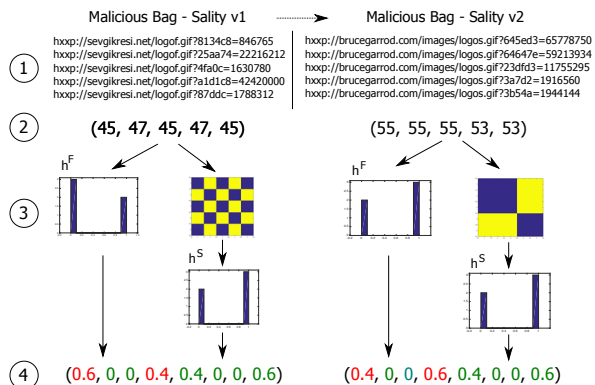 Malicious Bag - Sality v1
Malicious Bag - Sality v2
1
hxxp://sevgikresi.net/logof.gif?8134c8=846765
hxxp://sevgikresi.net/logof.gif?25aa74=22216212
hxxp://sevgikresi.net/logof.gif?4fa0c=1630780
hxxp://sevgikresi.net/logof.gif?a1d1c8=42420000
hxxp://sevgikresi.net/logof.gif?87ddc=1788312
hxxp://brucegarrod.com/images/logos.gif?645ed3=65778750
hxxp://brucegarrod.com/images/logos.gif?64647e=59213934
hxxp://brucegarrod.com/images/logos.gif?23dfd3=11755295
hxxp://brucegarrod.com/images/logos.gif?3a7d2=1916560
hxxp://brucegarrod.com/images/logos.gif?3b54a=1944144
2
(45, 47, 45, 47, 45)
(55, 55, 55, 53, 53)
3
h^F
h^F
h^S
h^S
4
(0.6, 0, 0, 0.4, 0.4, 0, 0, 0.6)
(0.4, 0, 0, 0.6, 0.4, 0, 0, 0.6)